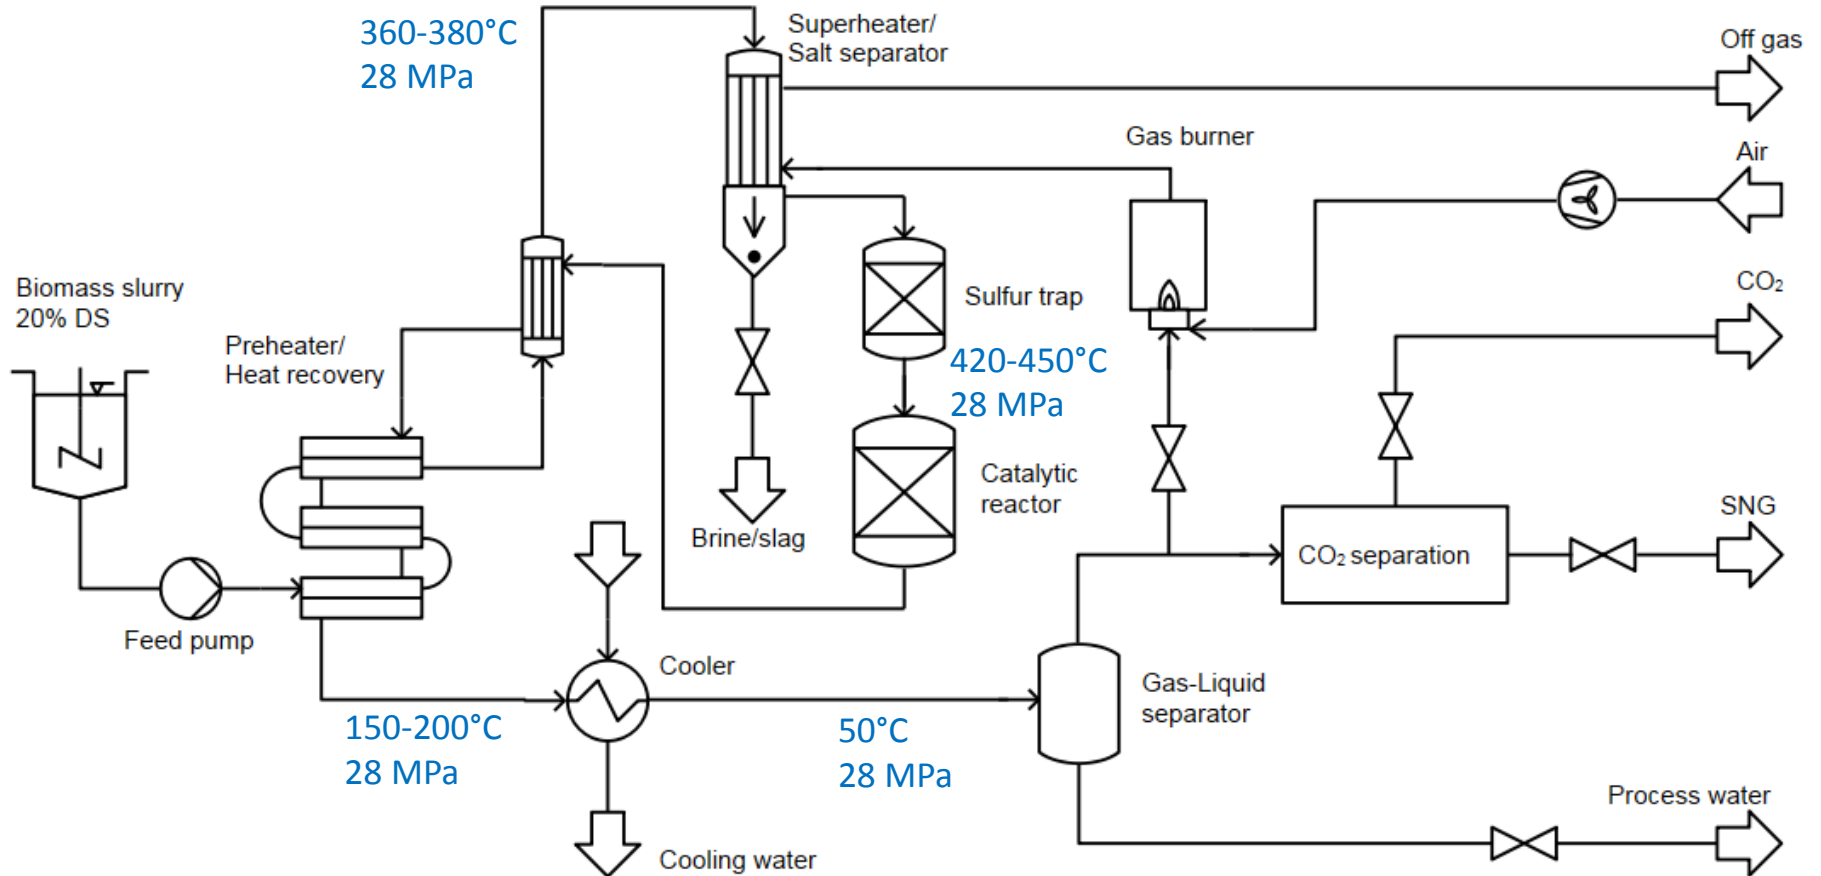 360-380°C
28 MPa
Superheater/
Salt separator
Off gas
Gas burner
Air
Biomass slurry
20% DS
Sulfur trap
CO₂
Preheater/
Heat recovery
420-450°C
28 MPa
Catalytic
reactor
SNG
Brine/slag
CO₂ separation
Feed pump
Cooler
Gas-Liquid
separator
150-200°C
28 MPa
50°C
28 MPa
Process water
Cooling water